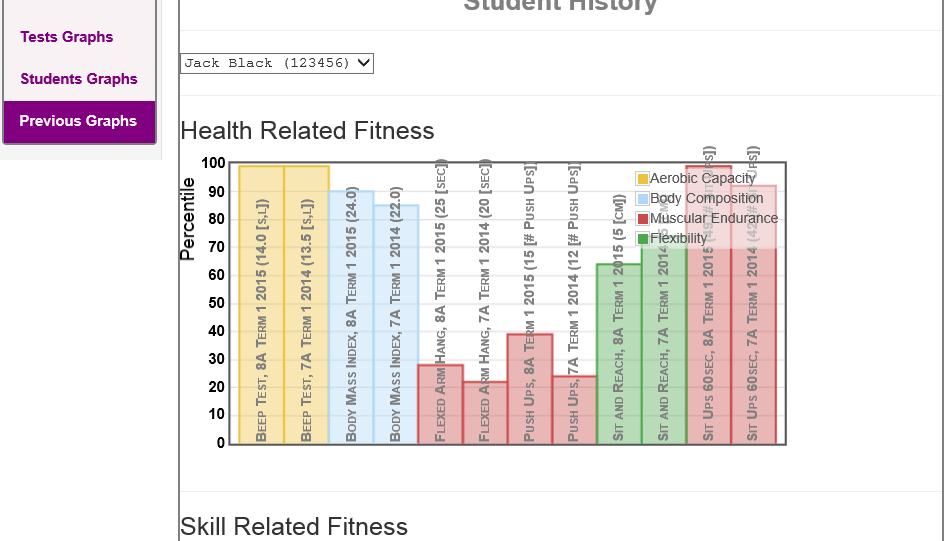 Student History
Tests Graphs
Students Graphs
Previous Graphs
Jack Black (123456)
Health Related Fitness
Percentile
100
90
80
70
60
50
40
30
20
10
0
Beep Test, 8A Term 1 2015 (14.0 [s,l])
Beep Test, 7A Term 1 2014 (13.5 [s,l])
Body Mass Index, 8A Term 1 2015 (24.0)
Body Mass Index, 7A Term 1 2014 (22.0)
Flexed Arm Hang, 8A Term 1 2015 (25 [sec])
Flexed Arm Hang, 7A Term 1 2014 (20 [sec])
Push Ups, 8A Term 1 2015 (15 [# Push Ups])
Push Ups, 7A Term 1 2014 (12 [# Push Ups])
Sit and Reach, 8A Term 1 2015 (5 [cm])
Sit and Reach, 7A Term 1 2014
Sit Ups 60sec, 8A Term 1 2015
Sit Ups 60sec, 7A Term 1 2014
Aerobic Capacity
Body Composition
Muscular Endurance
Flexibility
Skill Related Fitness